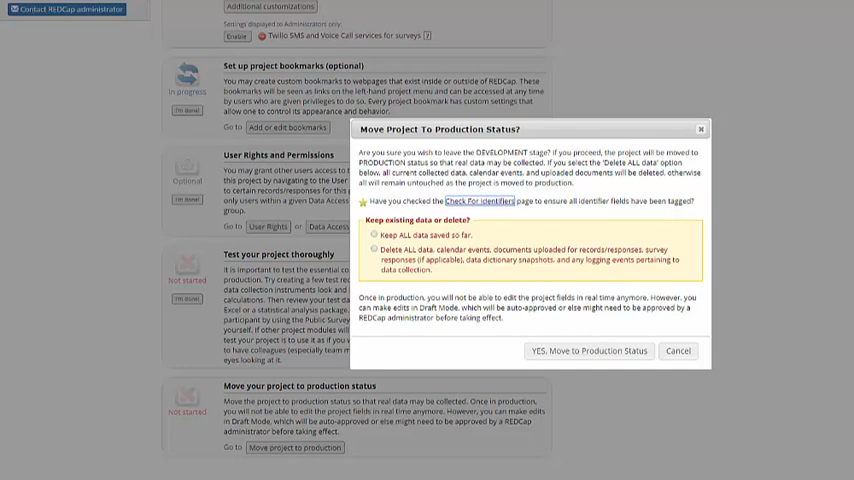 Contact REDCap administrator
Additional customizations
Settings displayed to Administrators only:
Enable Twilio SMS and Voice Call services for surveys ?
Set up project bookmarks (optional)
In progress
I'm done!
You may create custom bookmarks to webpages that exist inside or outside of REDCap. These
bookmarks will be seen as links on the left-hand project menu and can be accessed at any time
by users who are given privileges to do so. Every project bookmark has custom settings that
allow one to control its appearance and behavior.
Go to Add or edit bookmarks
User Rights and Permissions
Optional
I'm done!
You may grant other users access to t
this project by navigating to the User
to certain records/responses for this
only users within a given Data Access
group.
Go to User Rights or Data Access
Test your project thoroughly
Not started
I'm done!
It is important to test the essential co
production. Try creating a few test rec
data collection instruments look and
calculations. Then review your test da
Excel or a statistical analysis package.
participant by using the Public Survey
yourself. If other project modules wil
test your project is to use it as if you w
to have colleagues (especially team m
eyes looking at it.
Move your project to production status
Not started
Move the project to production status so that real data may be collected. Once in production,
you will not be able to edit the project fields in real time anymore. However, you can make edits
in Draft Mode, which will be auto-approved or else might need to be approved by a REDCap
administrator before taking effect.
Go to Move project to production
Move Project To Production Status?
Are you sure you wish to leave the DEVELOPMENT stage? If you proceed, the project will be moved to
PRODUCTION status so that real data may be collected. If you select the 'Delete ALL data' option
below, all current collected data, calendar events, and uploaded documents will be deleted, otherwise
all will remain untouched as the project is moved to production.
Have you checked the Check For Identifiers page to ensure all identifier fields have been tagged?
Keep existing data or delete?
Keep ALL data saved so far.
Delete ALL data, calendar events, documents uploaded for records/responses, survey
responses (if applicable), data dictionary snapshots, and any logging events pertaining to
data collection.
Once in production, you will not be able to edit the project fields in real time anymore. However, you
can make edits in Draft Mode, which will be auto-approved or else might need to be approved by a
REDCap administrator before taking effect.
YES, Move to Production Status
Cancel